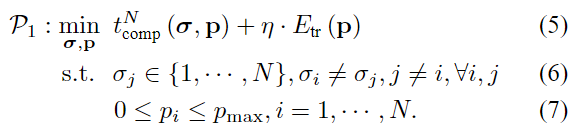 𝒫₁ : min_{σ,p} t^N_comp (σ, p) + η · E_tr (p) (5)
s.t. σ_j ∈ {1, ⋯ , N}, σ_i ≠ σ_j, j ≠ i, ∀i, j (6)
0 ≤ p_i ≤ p_max, i = 1, ⋯ , N. (7)